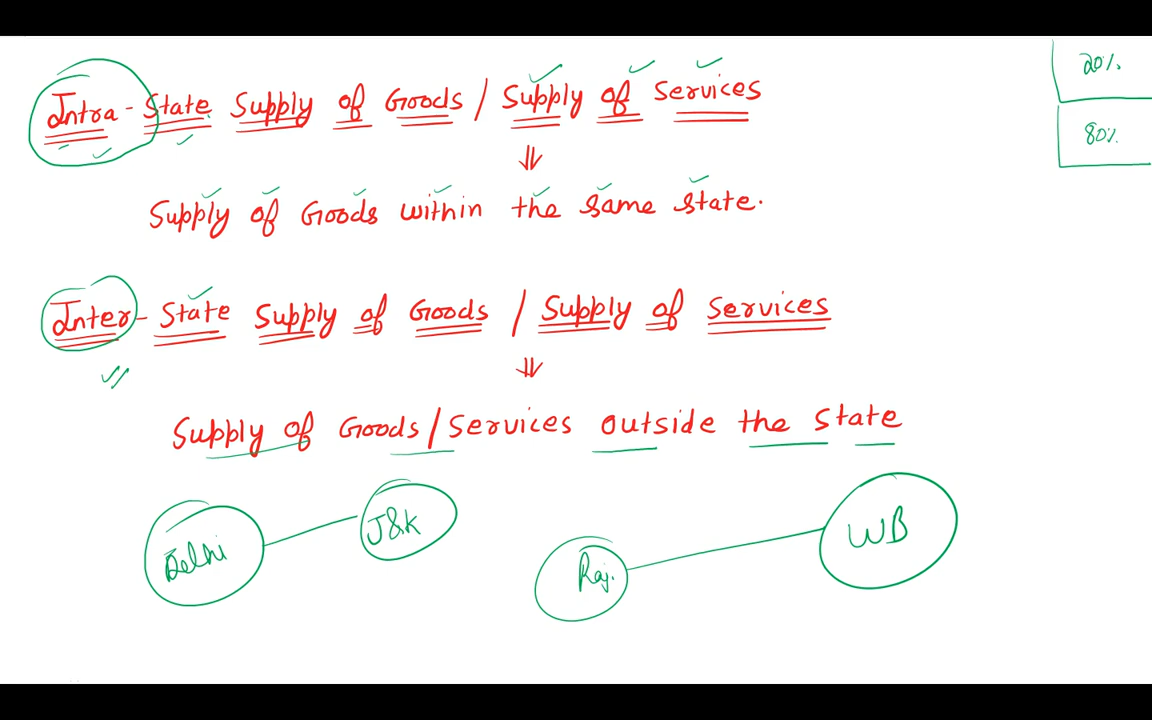 20%
Intra-State Supply of Goods / Supply of Services
80%
Supply of Goods within the same state.
Inter-State Supply of Goods / Supply of Services
Supply of Goods/Services outside the State
Delhi
J&K
Raj.
WB